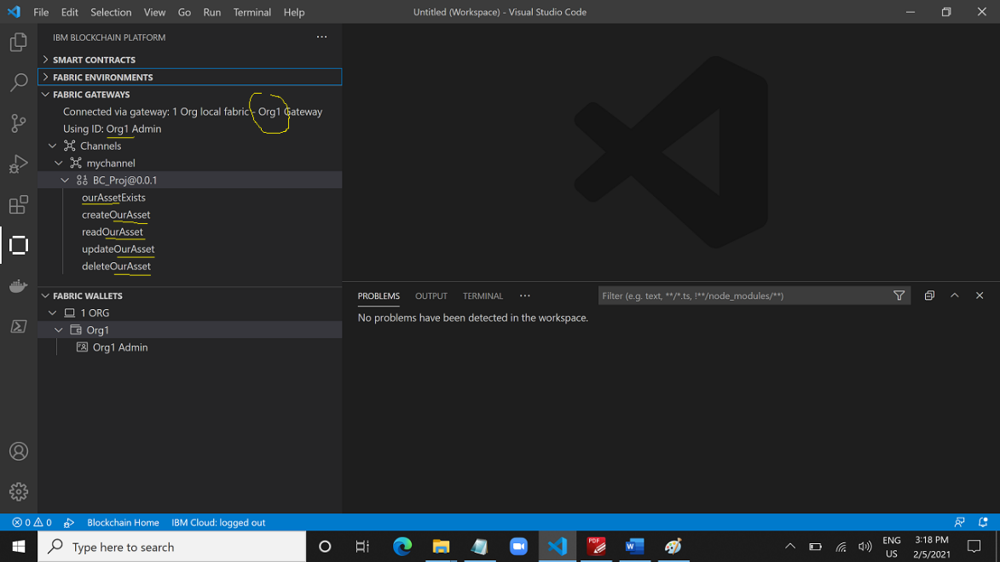 File Edit Selection View Go Run Terminal Help
Untitled (Workspace) - Visual Studio Code
IBM BLOCKCHAIN PLATFORM
SMART CONTRACTS
FABRIC ENVIRONMENTS
FABRIC GATEWAYS
Connected via gateway: 1 Org local fabric - Org1 Gateway
Using ID: Org1 Admin
Channels
mychannel
BC_Proj@0.0.1
ourAssetExists
createOurAsset
readOurAsset
updateOurAsset
deleteOurAsset
FABRIC WALLETS
1 ORG
Org1
Org1 Admin
PROBLEMS OUTPUT TERMINAL ...
Filter (e.g. text, **/*.ts, !**/node_modules/**)
No problems have been detected in the workspace.
0 0 Blockchain Home IBM Cloud: logged out
Type here to search
PDF
W
ENG
US
3:18 PM
2/5/2021